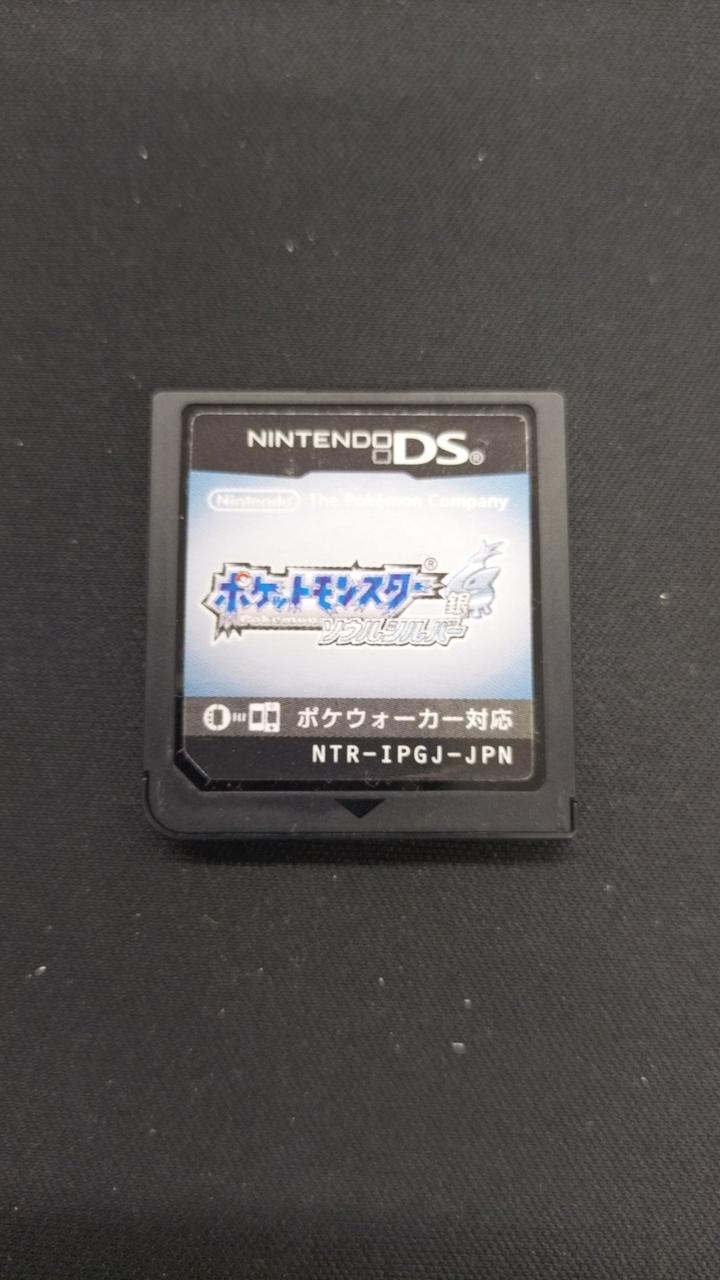 NINTENDO DS®
Nintendo The Pokémon Company
ポケットモンスター®
Pokémon
銀
ソウルシルバー
ポケウォーカー対応
NTR-IPGJ-JPN